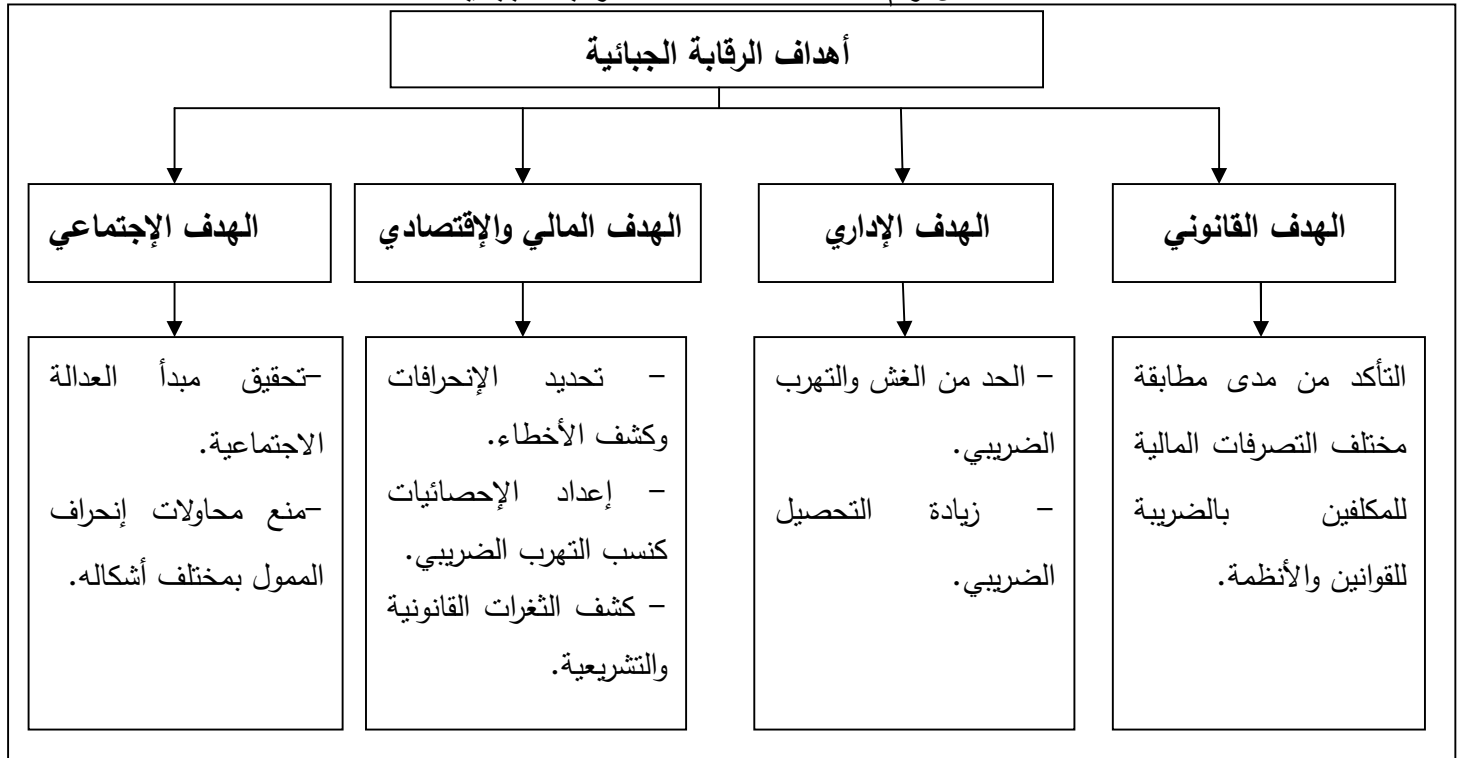 أهداف الرقابة الجبائية
الهدف القانوني
الهدف الإداري
الهدف المالي والإقتصادي
الهدف الإجتماعي
التأكد من مدى مطابقة
مختلف التصرفات المالية
للمكلفين بالضريبة
للقوانين والأنظمة.
– الحد من الغش والتهرب
الضريبي.
– زيادة التحصيل
الضريبي.
– تحديد الإنحرافات
وكشف الأخطاء.
– إعداد الإحصائيات
كنسب التهرب الضريبي.
– كشف الثغرات القانونية
والتشريعية.
–تحقيق مبدأ العدالة
الاجتماعية.
–منع محاولات إنحراف
الممول بمختلف أشكاله.